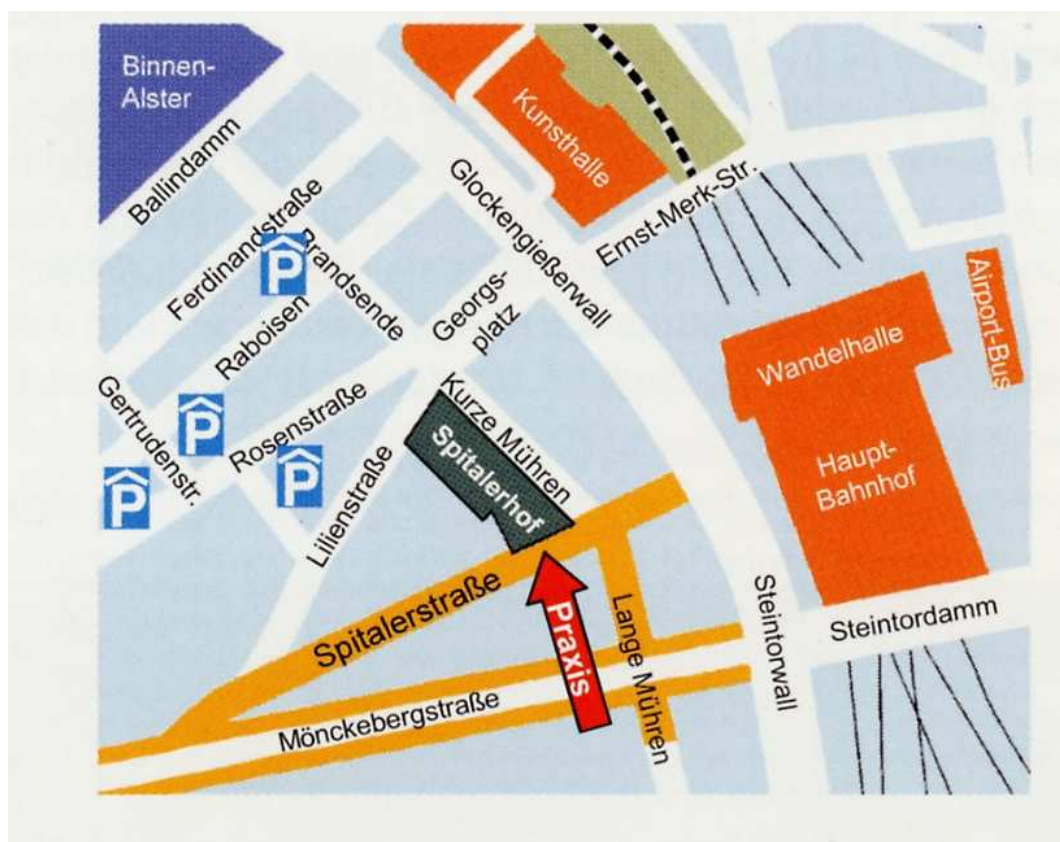 Binnen-
Alster
Ballindamm
Kunsthalle
Glockengießerwall
Ernst-Merk-Str.
Ferdinandstraße
Brandsende
P
Raboisen
Georgs-
platz
Airport-Bus
Wandelhalle
Haupt-
Bahnhof
Gertrudenstr.
P
Rosenstraße
P
P
Kurze Mühren
Spitalerhof
Lilienstraße
Spitalerstraße
Praxis
Lange Mühren
Steintorwall
Steintordamm
Mönckebergstraße